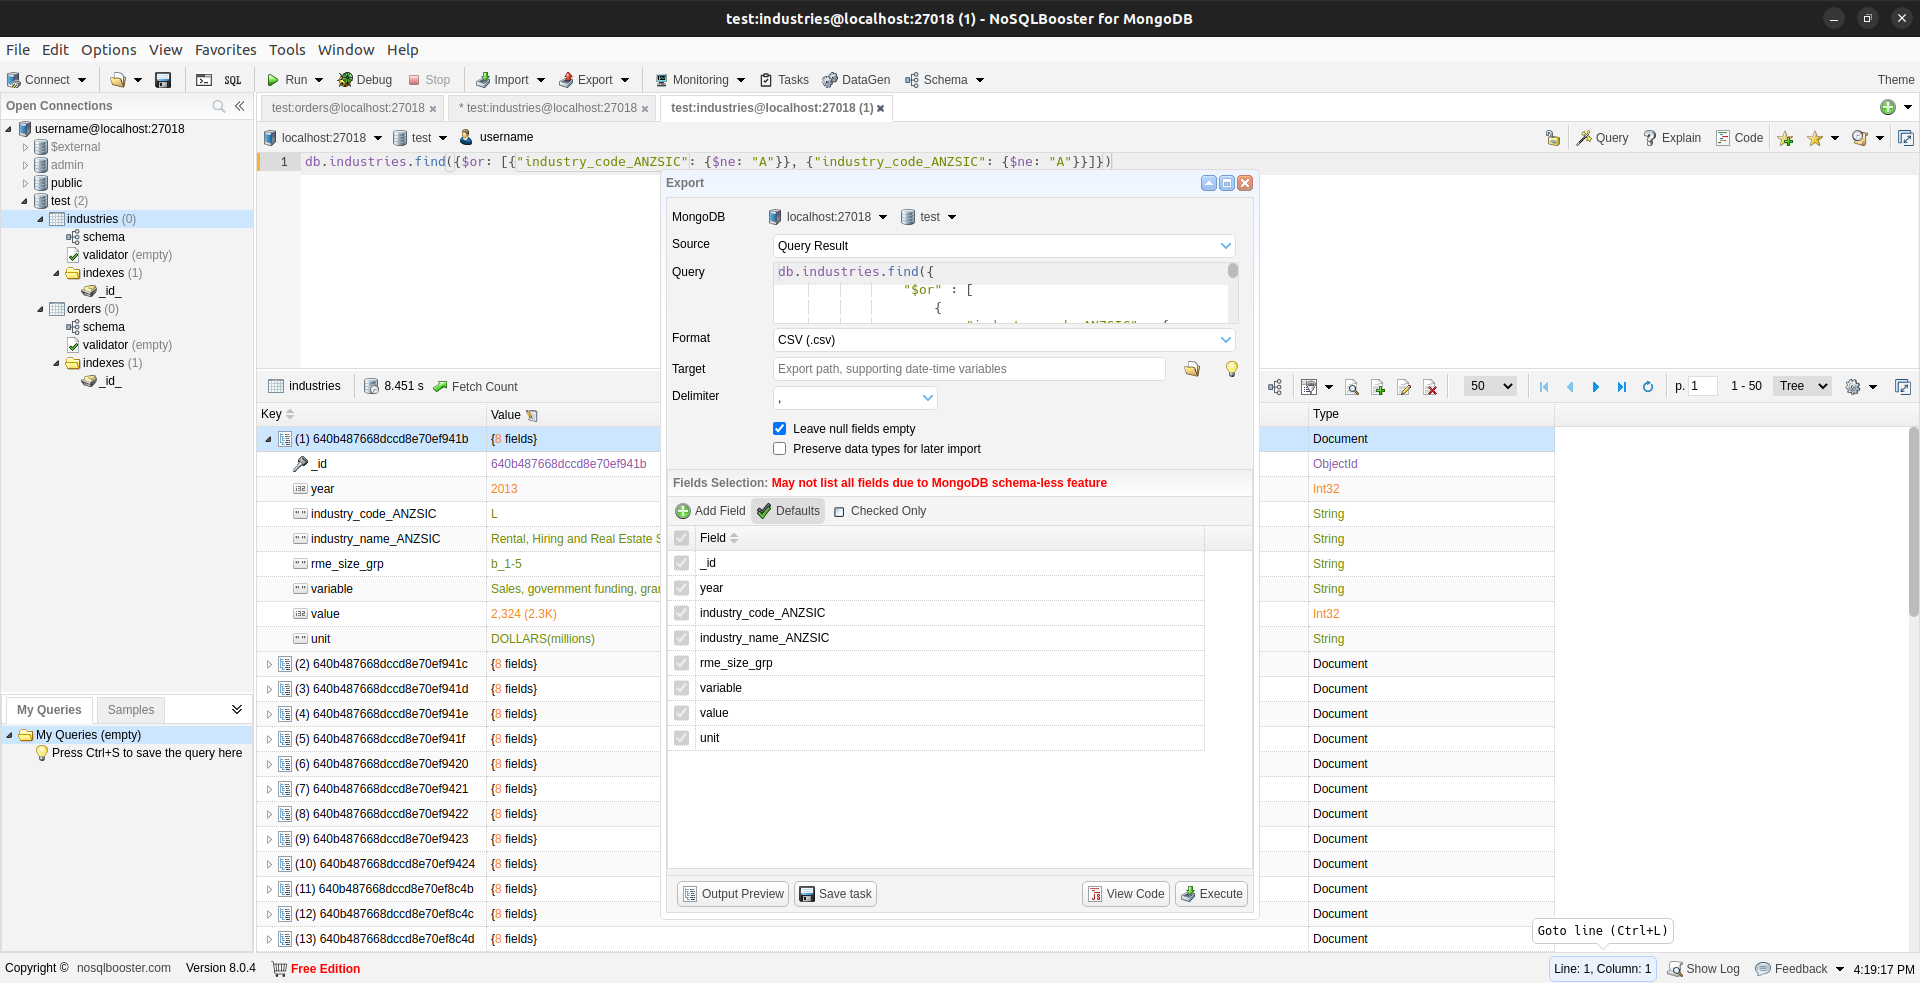 test:industries@localhost:27018 (1) - NoSQLBooster for MongoDB
File Edit Options View Favorites Tools Window Help
Connect SQL Run Debug Stop Import Export Monitoring Tasks DataGen Schema Theme
Open Connections
test:orders@localhost:27018 * test:industries@localhost:27018 test:industries@localhost:27018 (1)
username@localhost:27018
$external
admin
public
test (2)
industries (0)
schema
validator (empty)
indexes (1)
_id_
orders (0)
schema
validator (empty)
indexes (1)
_id_
My Queries Samples
My Queries (empty)
Press Ctrl+S to save the query here
localhost:27018 test username Query Explain Code
1 db.industries.find({$or: [{"industry_code_ANZSIC": {$ne: "A"}}, {"industry_code_ANZSIC": {$ne: "A"}}]})
industries 8.451 s Fetch Count 50 p. 1 1 - 50 Tree
Key Value Type
(1) 640b487668dccd8e70ef941b {8 fields} Document
_id 640b487668dccd8e70ef941b ObjectId
year 2013 Int32
industry_code_ANZSIC L String
industry_name_ANZSIC Rental, Hiring and Real Estate S String
rme_size_grp b_1-5 String
variable Sales, government funding, gran String
value 2,324 (2.3K) Int32
unit DOLLARS(millions) String
(2) 640b487668dccd8e70ef941c {8 fields} Document
(3) 640b487668dccd8e70ef941d {8 fields} Document
(4) 640b487668dccd8e70ef941e {8 fields} Document
(5) 640b487668dccd8e70ef941f {8 fields} Document
(6) 640b487668dccd8e70ef9420 {8 fields} Document
(7) 640b487668dccd8e70ef9421 {8 fields} Document
(8) 640b487668dccd8e70ef9422 {8 fields} Document
(9) 640b487668dccd8e70ef9423 {8 fields} Document
(10) 640b487668dccd8e70ef9424 {8 fields} Document
(11) 640b487668dccd8e70ef8c4b {8 fields} Document
(12) 640b487668dccd8e70ef8c4c {8 fields} Document
(13) 640b487668dccd8e70ef8c4d {8 fields} Document
Export
MongoDB localhost:27018 test
Source Query Result
Query db.industries.find({
"$or" : [
{
Format CSV (.csv)
Target Export path, supporting date-time variables
Delimiter ,
Leave null fields empty
Preserve data types for later import
Fields Selection: May not list all fields due to MongoDB schema-less feature
Add Field Defaults Checked Only
Field
_id
year
industry_code_ANZSIC
industry_name_ANZSIC
rme_size_grp
variable
value
unit
Output Preview Save task View Code Execute
Goto line (Ctrl+L)
Copyright © nosqlbooster.com Version 8.0.4 Free Edition Line: 1, Column: 1 Show Log Feedback 4:19:17 PM